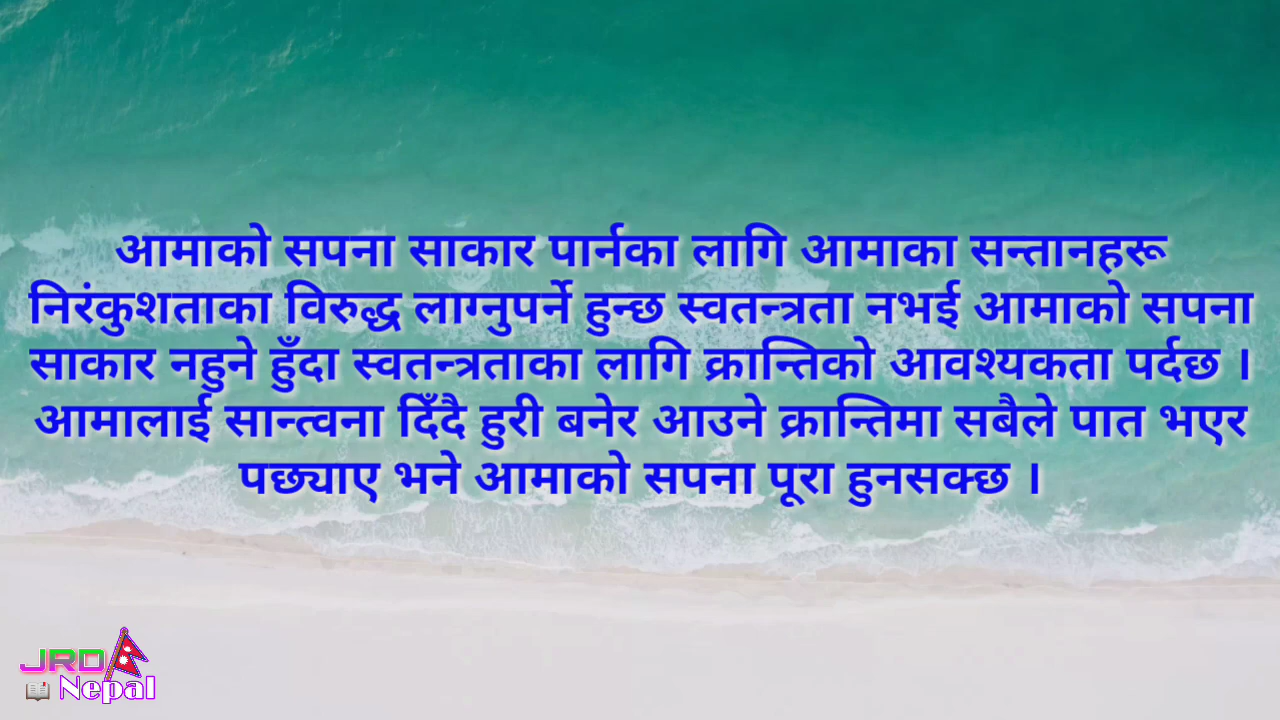 आमाको सपना साकार पार्नका लागि आमाका सन्तानहरू
निरंकुशताका विरुद्ध लाग्नुपर्ने हुन्छ स्वतन्त्रता नभई आमाको सपना
साकार नहुने हुँदा स्वतन्त्रताका लागि क्रान्तिको आवश्यकता पर्दछ ।
आमालाई सान्त्वना दिँदै हुरी बनेर आउने क्रान्तिमा सबैले पात भएर
पछ्याए भने आमाको सपना पूरा हुनसक्छ ।
JRD
Nepal